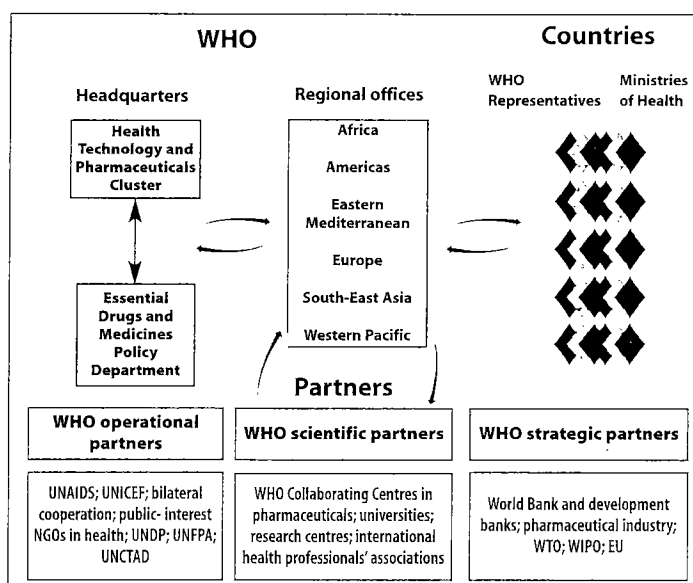 WHO
Countries
Headquarters
Regional offices
WHO
Representatives
Ministries
of Health
Health
Technology and
Pharmaceuticals
Cluster
Essential
Drugs and
Medicines
Policy
Department
Africa
Americas
Eastern
Mediterranean
Europe
South-East Asia
Western Pacific
Partners
WHO operational
partners
WHO scientific partners
WHO strategic partners
UNAIDS; UNICEF; bilateral
cooperation; public- interest
NGOs in health; UNDP; UNFPA;
UNCTAD
WHO Collaborating Centres in
pharmaceuticals; universities;
research centres; international
health professionals' associations
World Bank and development
banks; pharmaceutical industry;
WTO; WIPO; EU